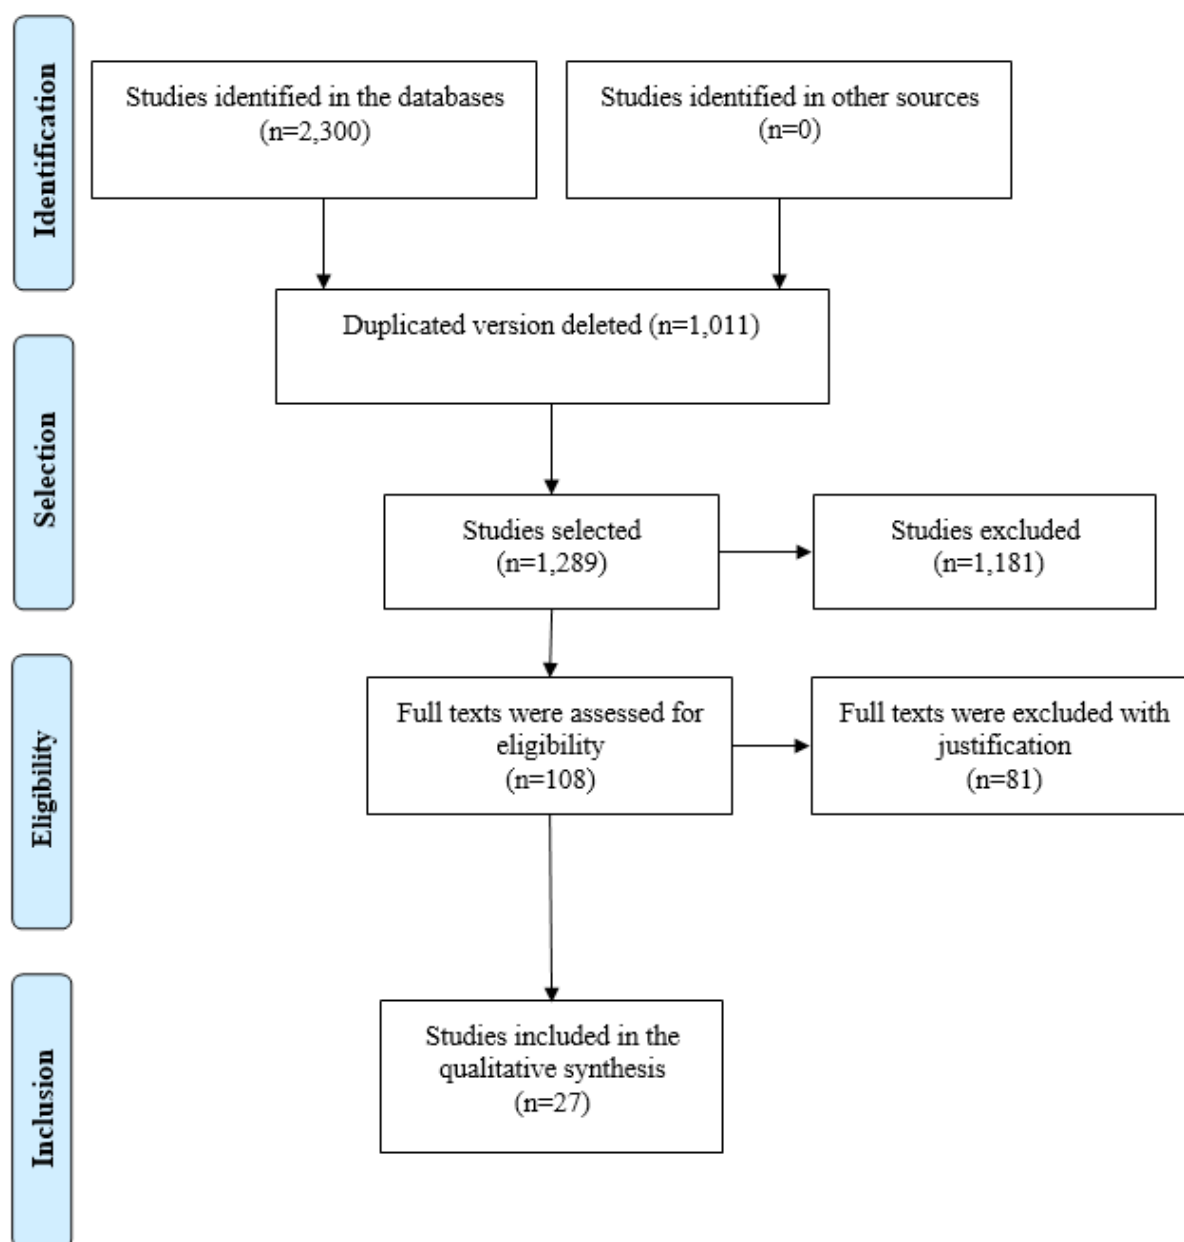 Identification
Studies identified in the databases
(n=2,300)
Studies identified in other sources
(n=0)
Duplicated version deleted (n=1,011)
Selection
Studies selected
(n=1,289)
Studies excluded
(n=1,181)
Eligibility
Full texts were assessed for
eligibility
(n=108)
Full texts were excluded with
justification
(n=81)
Inclusion
Studies included in the
qualitative synthesis
(n=27)